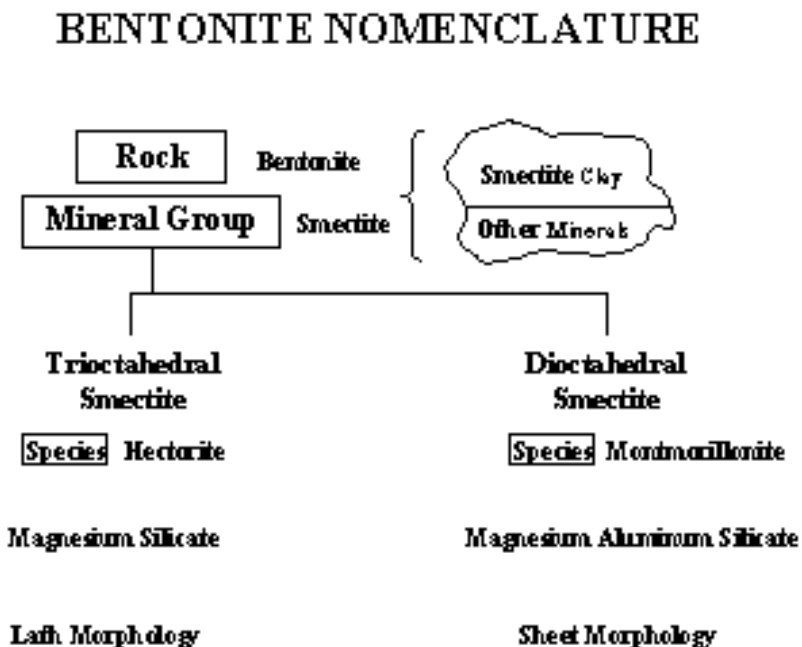 BENTONITE NOMENCLATURE
Rock Bentonite
Smectite Clay
Mineral Group Smectite
Other Minerals
Trioctahedral
Smectite
Dioctahedral
Smectite
Species Hectorite
Species Montmorillonite
Magnesium Silicate
Magnesium Aluminum Silicate
Lath Morphology
Sheet Morphology